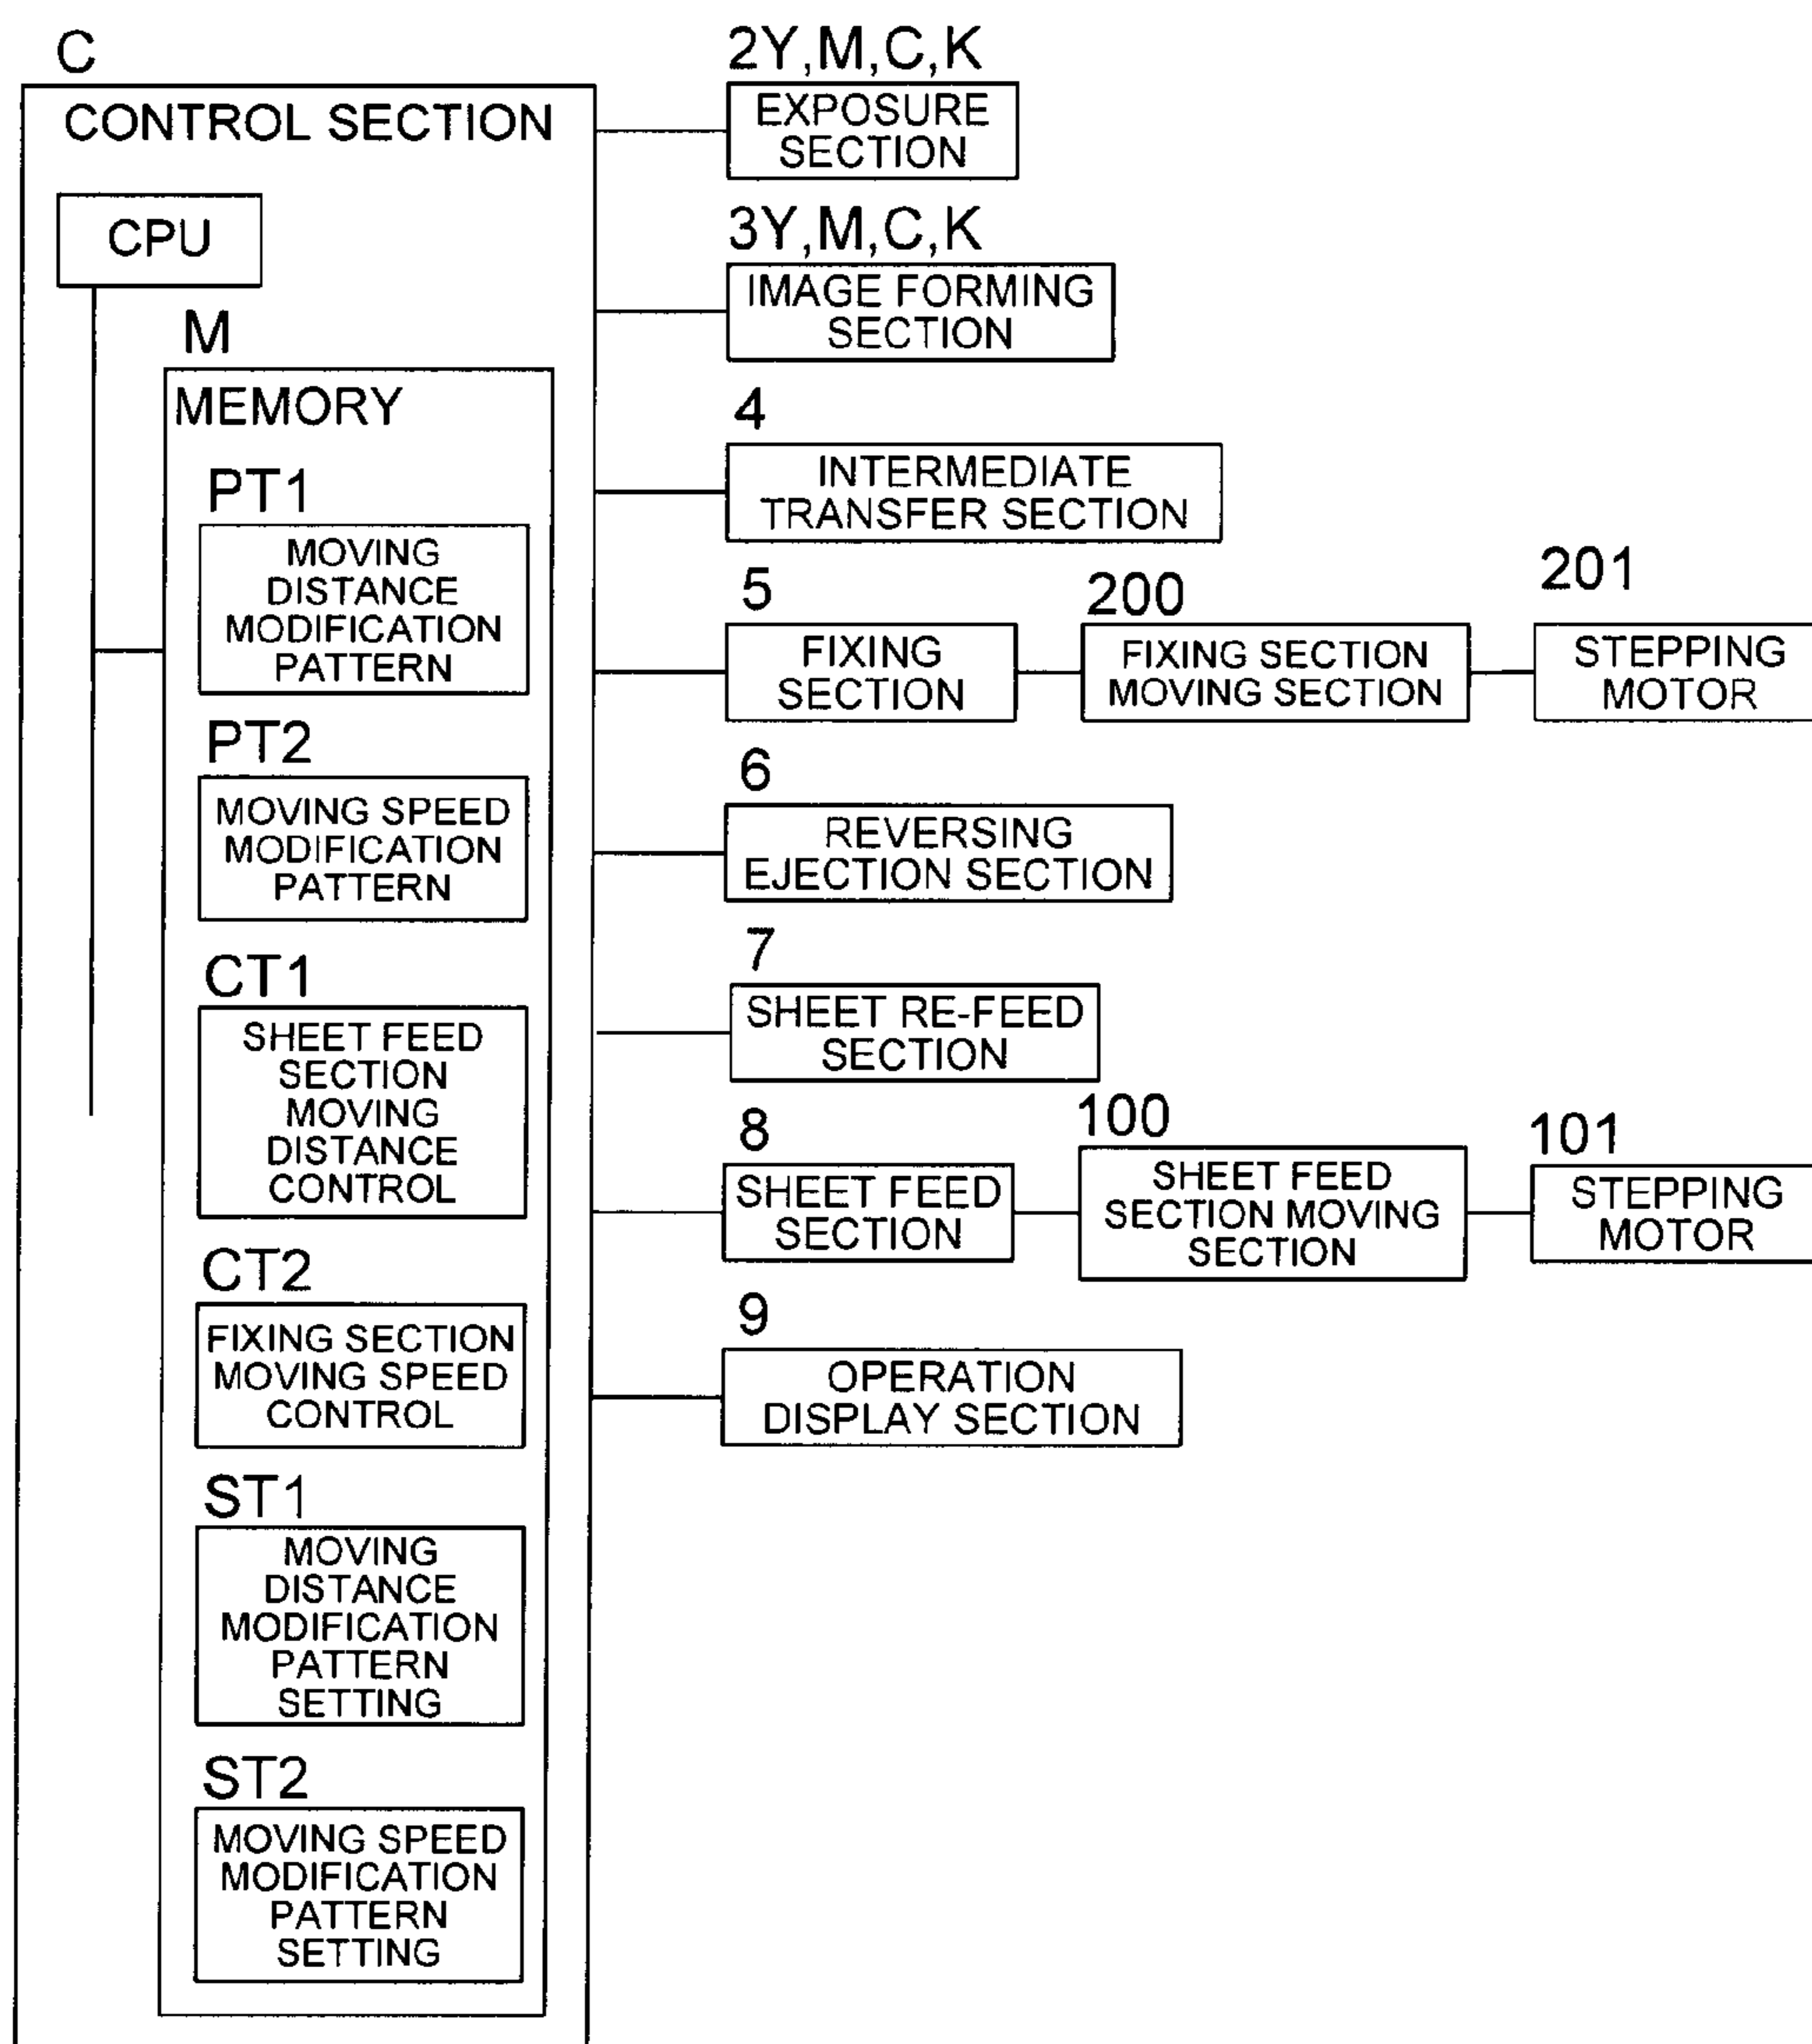 C
CONTROL SECTION
CPU
M
MEMORY
PT1
MOVING
DISTANCE
MODIFICATION
PATTERN
PT2
MOVING SPEED
MODIFICATION
PATTERN
CT1
SHEET FEED
SECTION
MOVING
DISTANCE
CONTROL
CT2
FIXING SECTION
MOVING SPEED
CONTROL
ST1
MOVING
DISTANCE
MODIFICATION
PATTERN
SETTING
ST2
MOVING SPEED
MODIFICATION
PATTERN
SETTING
2Y,M,C,K
EXPOSURE
SECTION
3Y,M,C,K
IMAGE FORMING
SECTION
4
INTERMEDIATE
TRANSFER SECTION
5
FIXING
SECTION
200
FIXING SECTION
MOVING SECTION
201
STEPPING
MOTOR
6
REVERSING
EJECTION SECTION
7
SHEET RE-FEED
SECTION
8
SHEET FEED
SECTION
100
SHEET FEED
SECTION MOVING
SECTION
101
STEPPING
MOTOR
9
OPERATION
DISPLAY SECTION